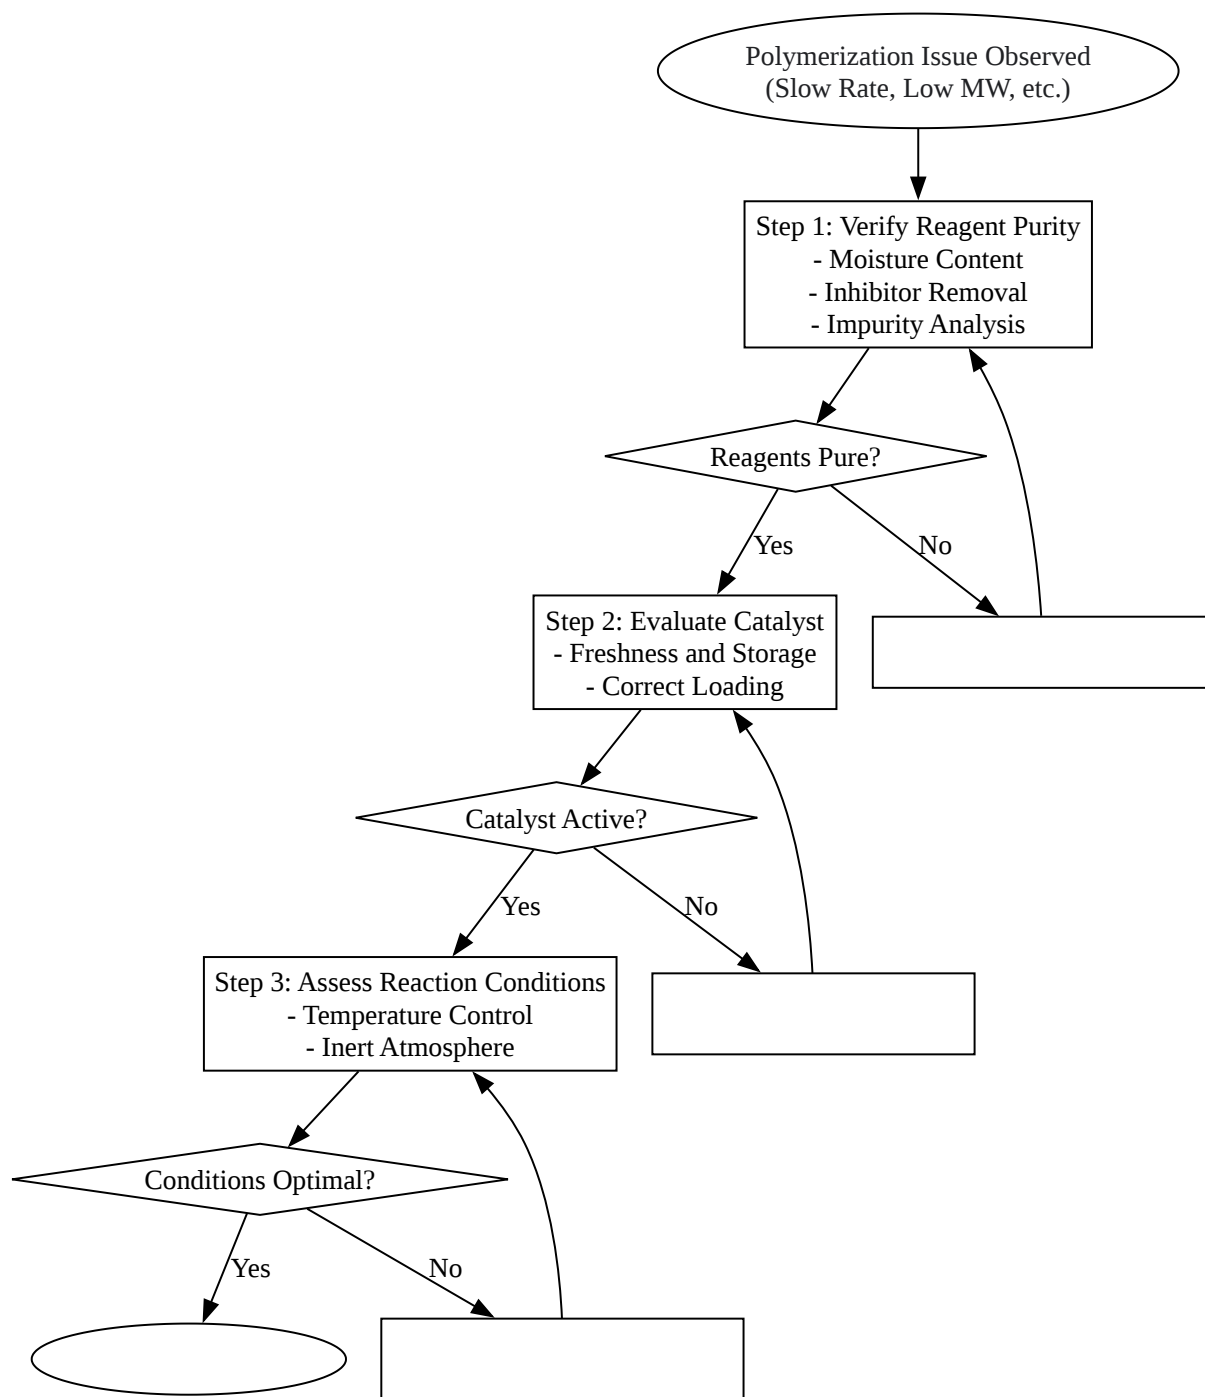 Polymerization Issue Observed
(Slow Rate, Low MW, etc.)
Step 1: Verify Reagent Purity
- Moisture Content
- Inhibitor Removal
- Impurity Analysis
Reagents Pure?
Yes
No
Step 2: Evaluate Catalyst
- Freshness and Storage
- Correct Loading
Catalyst Active?
Yes
No
Step 3: Assess Reaction Conditions
- Temperature Control
- Inert Atmosphere
Conditions Optimal?
Yes
No